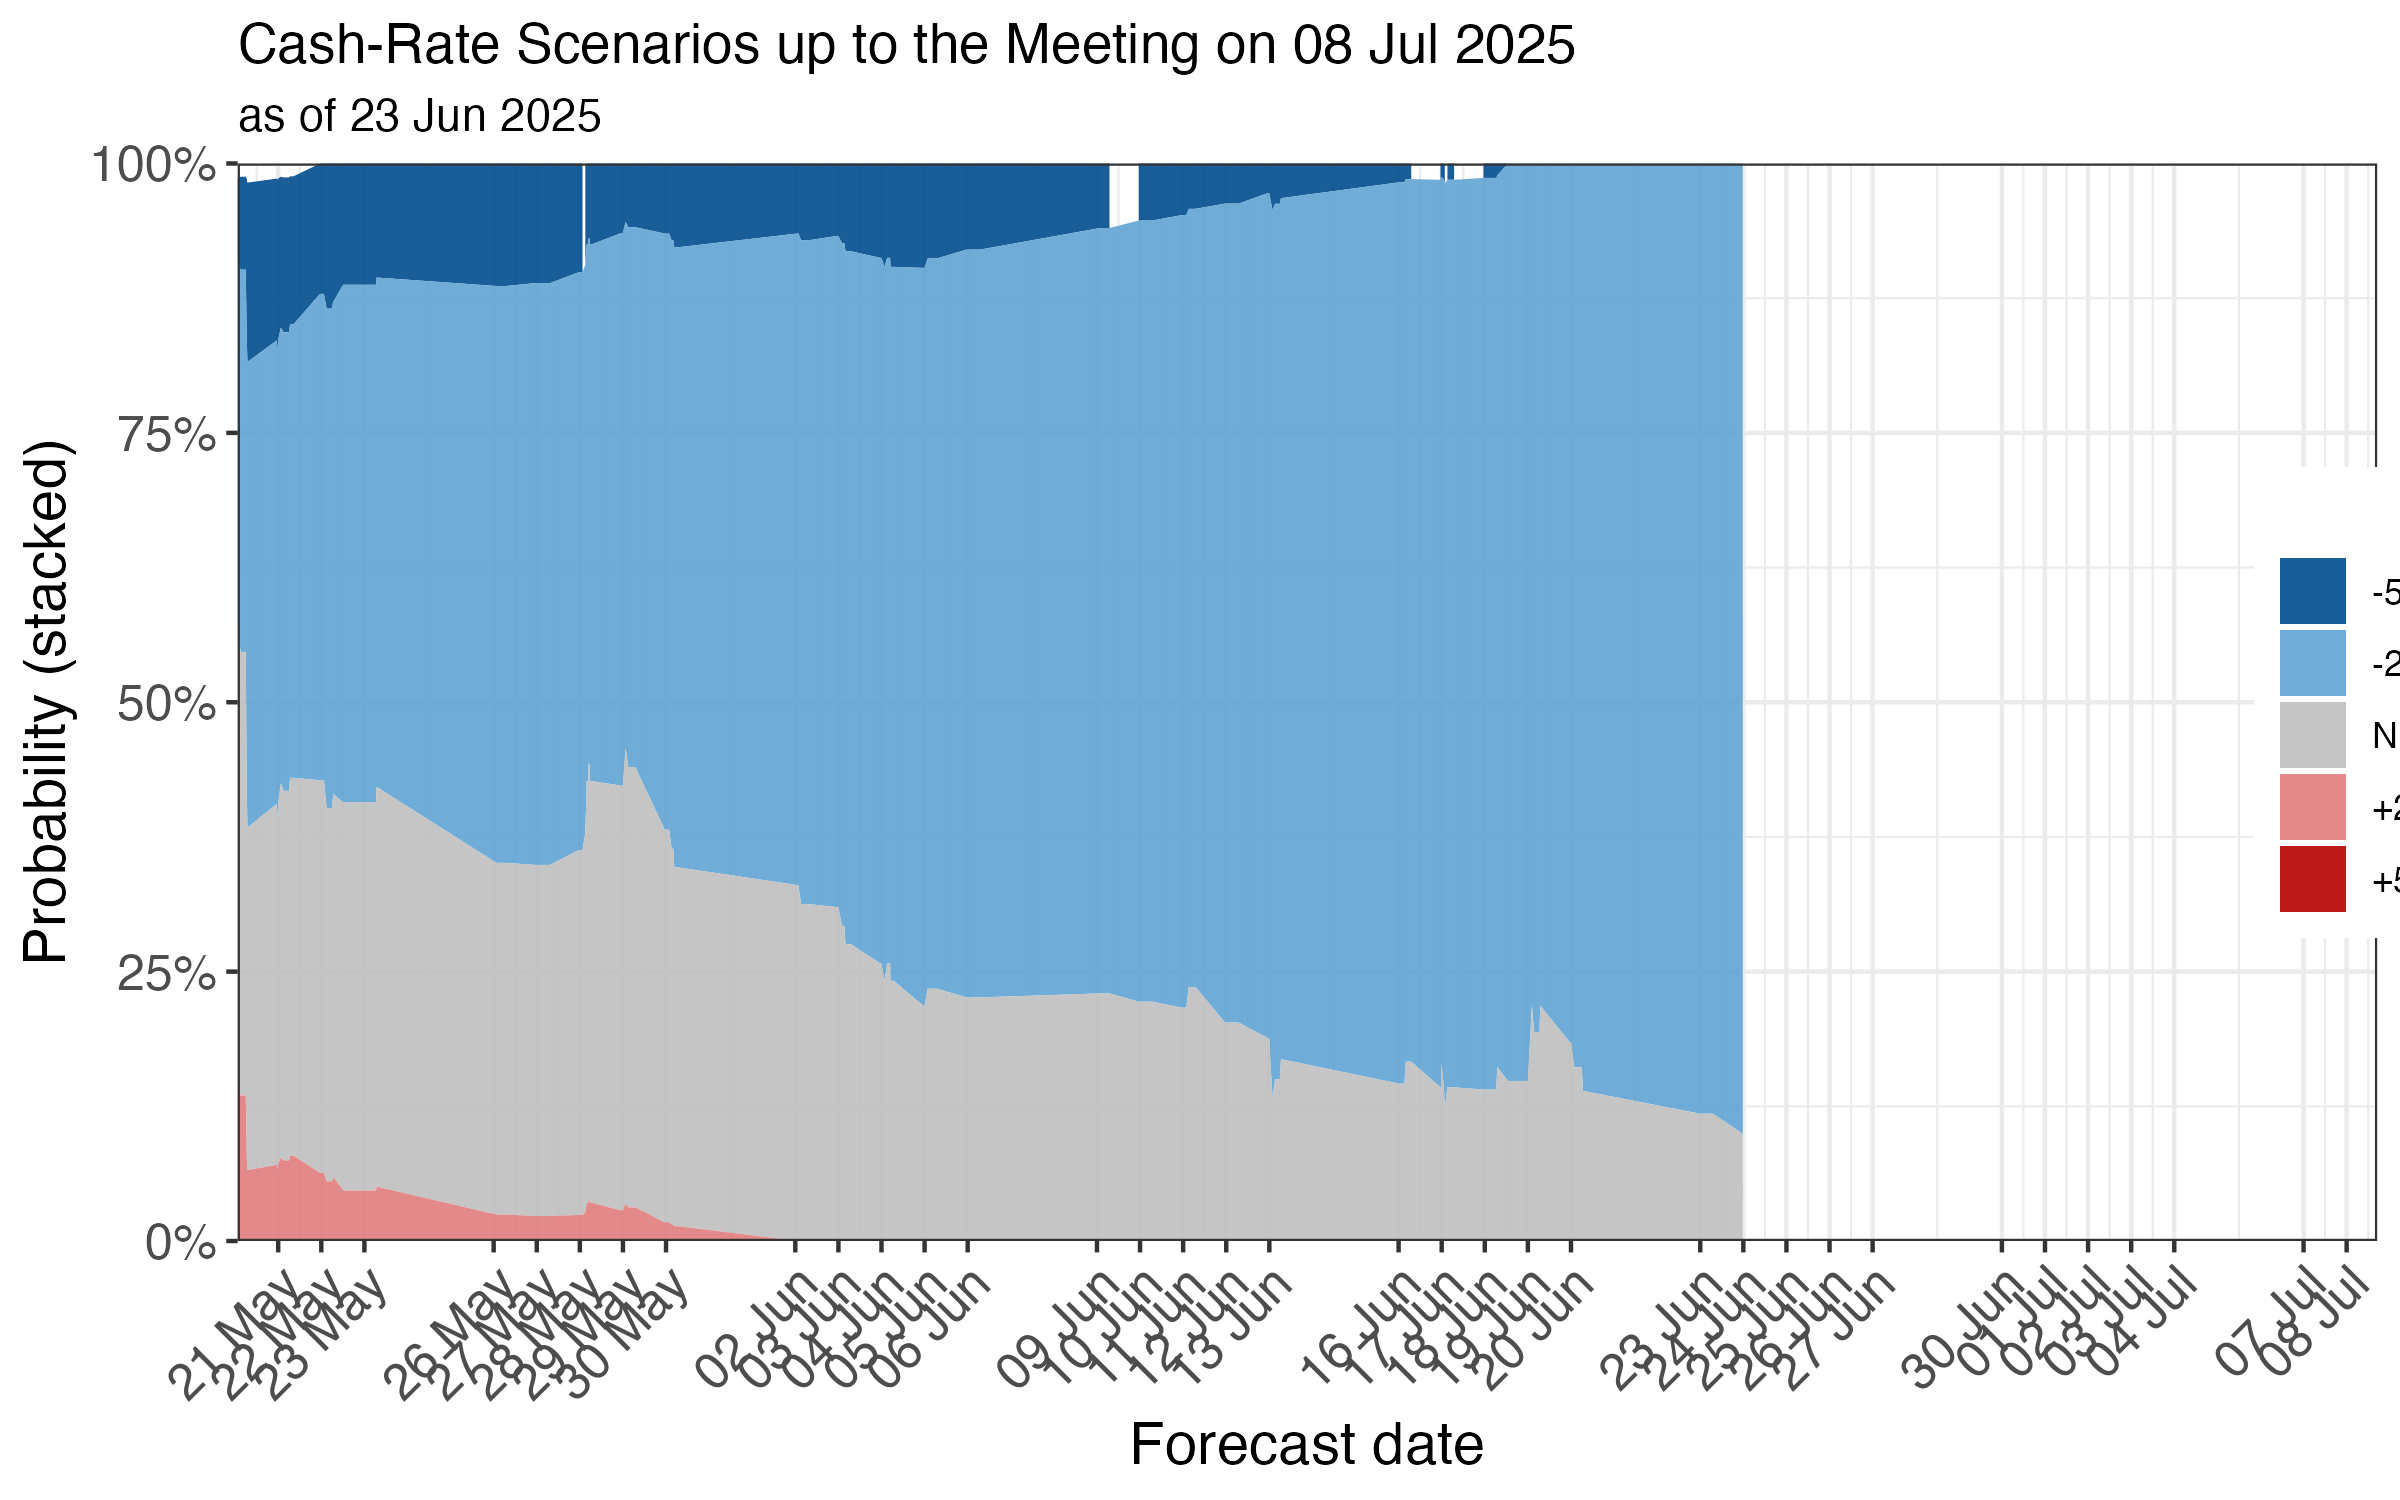 Cash-Rate Scenarios up to the Meeting on 08 Jul 2025
as of 23 Jun 2025
Probability (stacked)
100%
75%
50%
25%
0%
-5
-2
N
+2
+5
21 May
22 May
23 May
26 May
27 May
28 May
29 May
30 May
02 Jun
03 Jun
04 Jun
05 Jun
06 Jun
09 Jun
10 Jun
11 Jun
12 Jun
13 Jun
16 Jun
17 Jun
18 Jun
19 Jun
20 Jun
23 Jun
24 Jun
25 Jun
26 Jun
27 Jun
30 Jun
01 Jul
02 Jul
03 Jul
04 Jul
07 Jul
08 Jul
Forecast date